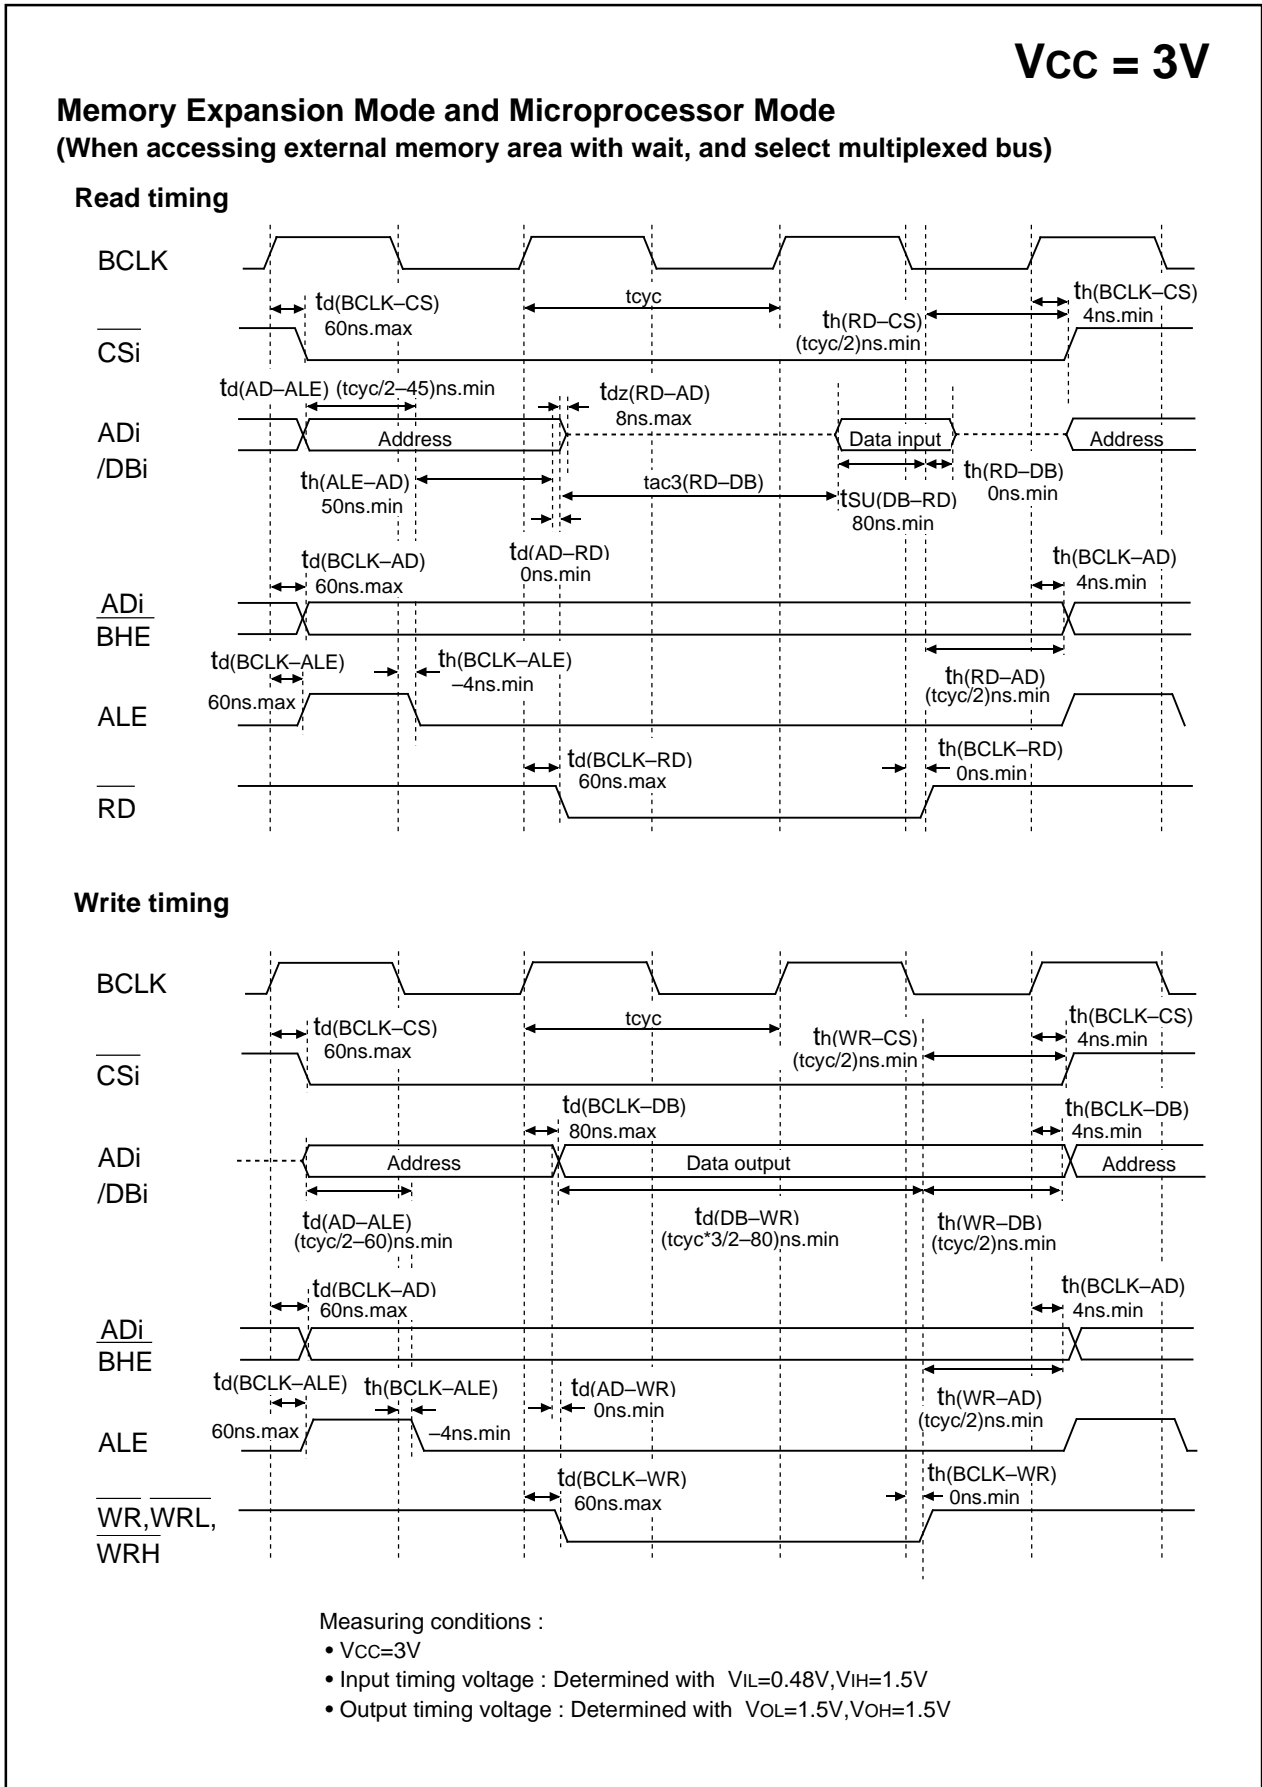 VCC = 3V
Memory Expansion Mode and Microprocessor Mode
(When accessing external memory area with wait, and select multiplexed bus)
Read timing
BCLK
td(BCLK–CS)
60ns.max
tcyc
th(RD–CS)
(tcyc/2)ns.min
th(BCLK–CS)
4ns.min
CSi
td(AD–ALE) (tcyc/2–45)ns.min
tdz(RD–AD)
8ns.max
ADi
/DBi
Address
Data input
Address
th(ALE–AD)
50ns.min
tac3(RD–DB)
th(RD–DB)
0ns.min
tSU(DB–RD)
80ns.min
td(AD–RD)
0ns.min
td(BCLK–AD)
60ns.max
th(BCLK–AD)
4ns.min
ADi
BHE
td(BCLK–ALE)
60ns.max
th(BCLK–ALE)
–4ns.min
th(RD–AD)
(tcyc/2)ns.min
ALE
td(BCLK–RD)
60ns.max
th(BCLK–RD)
0ns.min
RD
Write timing
BCLK
td(BCLK–CS)
60ns.max
tcyc
th(WR–CS)
(tcyc/2)ns.min
th(BCLK–CS)
4ns.min
CSi
td(BCLK–DB)
80ns.max
th(BCLK–DB)
4ns.min
ADi
/DBi
Address
Data output
Address
td(AD–ALE)
(tcyc/2–60)ns.min
td(DB–WR)
(tcyc*3/2–80)ns.min
th(WR–DB)
(tcyc/2)ns.min
td(BCLK–AD)
60ns.max
th(BCLK–AD)
4ns.min
ADi
BHE
td(BCLK–ALE)
60ns.max
th(BCLK–ALE)
–4ns.min
td(AD–WR)
0ns.min
th(WR–AD)
(tcyc/2)ns.min
ALE
td(BCLK–WR)
60ns.max
th(BCLK–WR)
0ns.min
WR,WRL,
WRH
Measuring conditions :
• VCC=3V
• Input timing voltage : Determined with VIL=0.48V,VIH=1.5V
• Output timing voltage : Determined with VOL=1.5V,VOH=1.5V